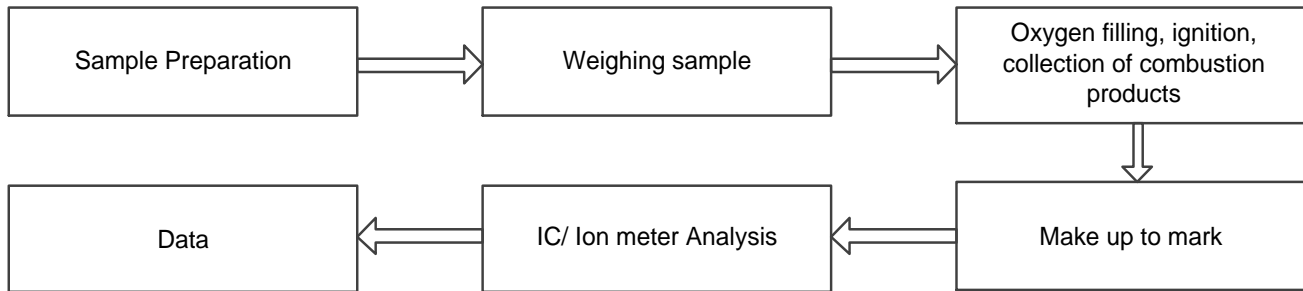 Sample Preparation
Weighing sample
Oxygen filling, ignition,
collection of combustion
products
Make up to mark
IC/ Ion meter Analysis
Data